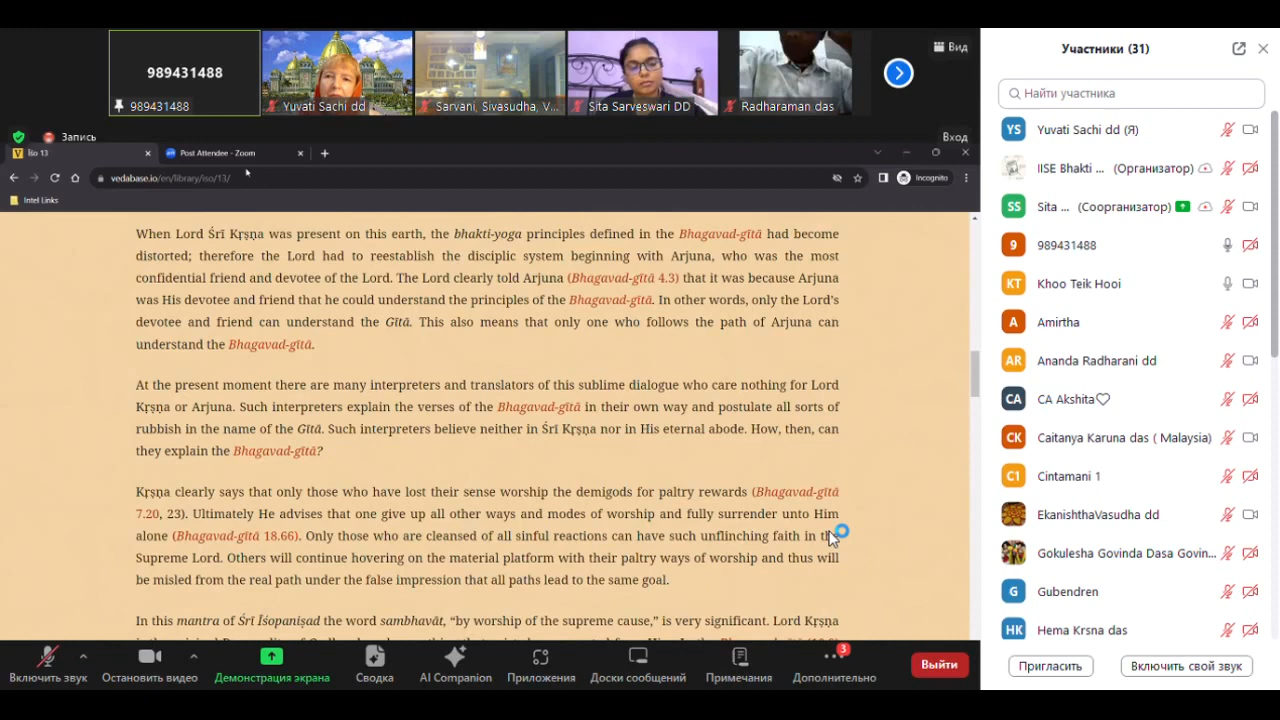 989431488
989431488
Yuvati Sachi dd
Sarvani, Sivasudha, V...
Sita Sarveswari DD
Radharaman das
Вид
Запись
Вход
Īśo 13
Post Attendee - Zoom
vedabase.io/en/library/iso/13/
Incognito
Intel Links
When Lord Śrī Kṛṣṇa was present on this earth, the bhakti-yoga principles defined in the Bhagavad-gītā had become
distorted; therefore the Lord had to reestablish the disciplic system beginning with Arjuna, who was the most
confidential friend and devotee of the Lord. The Lord clearly told Arjuna (Bhagavad-gītā 4.3) that it was because Arjuna
was His devotee and friend that he could understand the principles of the Bhagavad-gītā. In other words, only the Lord's
devotee and friend can understand the Gītā. This also means that only one who follows the path of Arjuna can
understand the Bhagavad-gītā.
At the present moment there are many interpreters and translators of this sublime dialogue who care nothing for Lord
Kṛṣṇa or Arjuna. Such interpreters explain the verses of the Bhagavad-gītā in their own way and postulate all sorts of
rubbish in the name of the Gītā. Such interpreters believe neither in Śrī Kṛṣṇa nor in His eternal abode. How, then, can
they explain the Bhagavad-gītā?
Kṛṣṇa clearly says that only those who have lost their sense worship the demigods for paltry rewards (Bhagavad-gītā
7.20, 23). Ultimately He advises that one give up all other ways and modes of worship and fully surrender unto Him
alone (Bhagavad-gītā 18.66). Only those who are cleansed of all sinful reactions can have such unflinching faith in the
Supreme Lord. Others will continue hovering on the material platform with their paltry ways of worship and thus will
be misled from the real path under the false impression that all paths lead to the same goal.
In this mantra of Śrī Īśopaniṣad the word sambhavāt, "by worship of the supreme cause," is very significant. Lord Kṛṣṇa
Участники (31)
Найти участника
YS Yuvati Sachi dd (Я)
IISE Bhakti ... (Организатор)
SS Sita ... (Соорганизатор)
9 989431488
KT Khoo Teik Hooi
A Amirtha
AR Ananda Radharani dd
CA CA Akshita♡
CK Caitanya Karuna das ( Malaysia)
C1 Cintamani 1
EkanishthaVasudha dd
Gokulesha Govinda Dasa Govin...
G Gubendren
HK Hema Krsna das
Пригласить
Включить свой звук
Включить звук
Остановить видео
Демонстрация экрана
Сводка
AI Companion
Приложения
Доски сообщений
Примечания
3
Дополнительно
Выйти